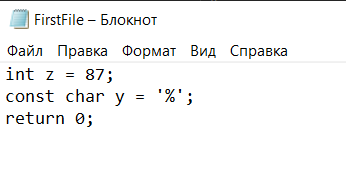 FirstFile – Блокнот
Файл Правка Формат Вид Справка
int z = 87;
const char y = '%';
return 0;